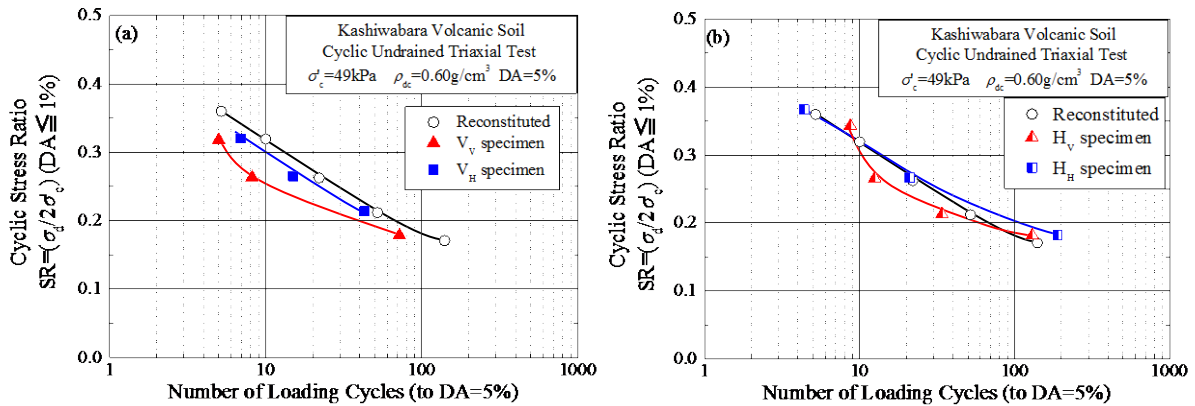 (a)
Kashiwabara Volcanic Soil
Cyclic Undrained Triaxial Test
σ'c=49kPa ρdc=0.60g/cm³ DA=5%
Reconstituted
VV specimen
VH specimen
Cyclic Stress Ratio
SR=(σd/2σ'c) (DA≦1%)
0.5
0.4
0.3
0.2
0.1
0.0
1
10
100
1000
Number of Loading Cycles (to DA=5%)
(b)
Kashiwabara Volcanic Soil
Cyclic Undrained Triaxial Test
σ'c=49kPa ρdc=0.60g/cm³ DA=5%
Reconstituted
HV specimen
HH specimen
Cyclic Stress Ratio
SR=(σd/2σ'c) (DA≦1%)
0.5
0.4
0.3
0.2
0.1
0.0
1
10
100
1000
Number of Loading Cycles (to DA=5%)